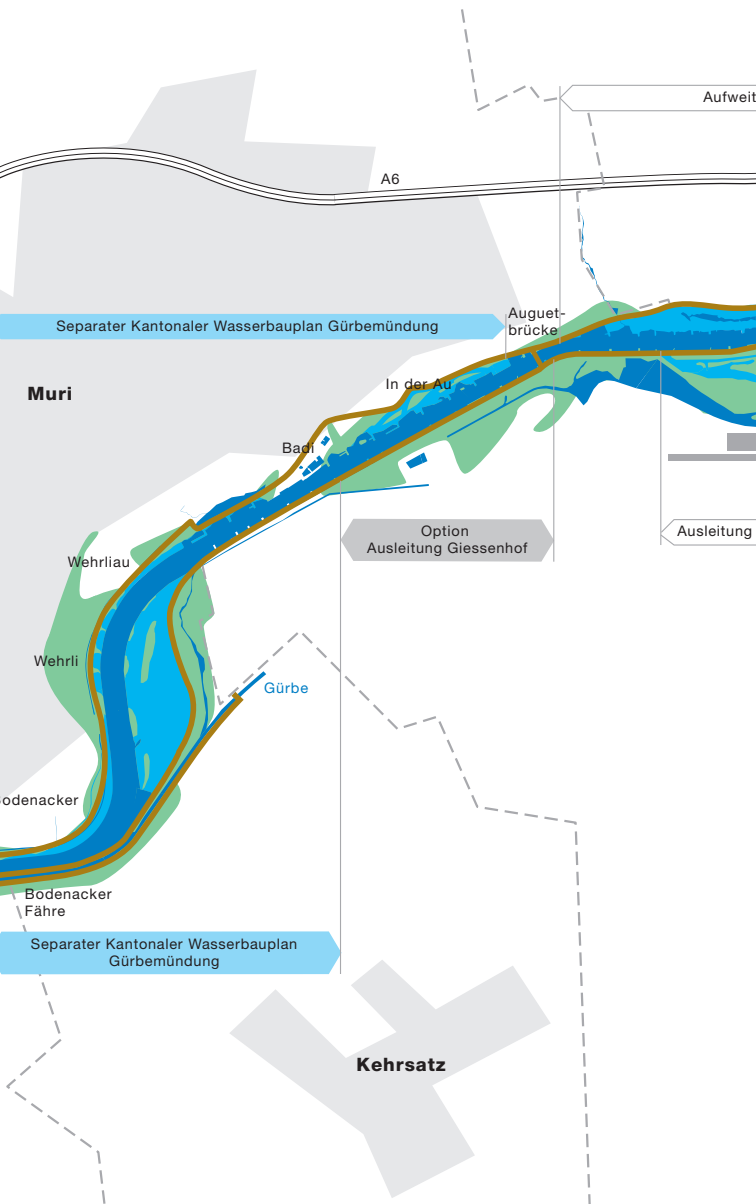 Aufweit
A6
Auguet-
brücke
Separater Kantonaler Wasserbauplan Gürbemündung
In der Au
Muri
Badi
Option
Ausleitung Giessenhof
Ausleitung
Wehrliau
Wehrli
Gürbe
odenacker
Bodenacker
Fähre
Separater Kantonaler Wasserbauplan
Gürbemündung
Kehrsatz